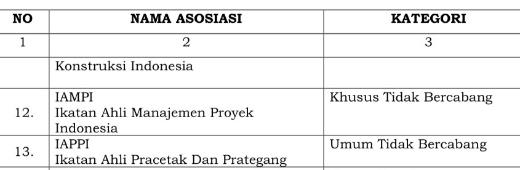 NO NAMA ASOSIASI KATEGORI
1 2 3
Konstruksi Indonesia
12. IAMPI Khusus Tidak Bercabang
Ikatan Ahli Manajemen Proyek
Indonesia
13. IAPPI Umum Tidak Bercabang
Ikatan Ahli Pracetak Dan Prategang